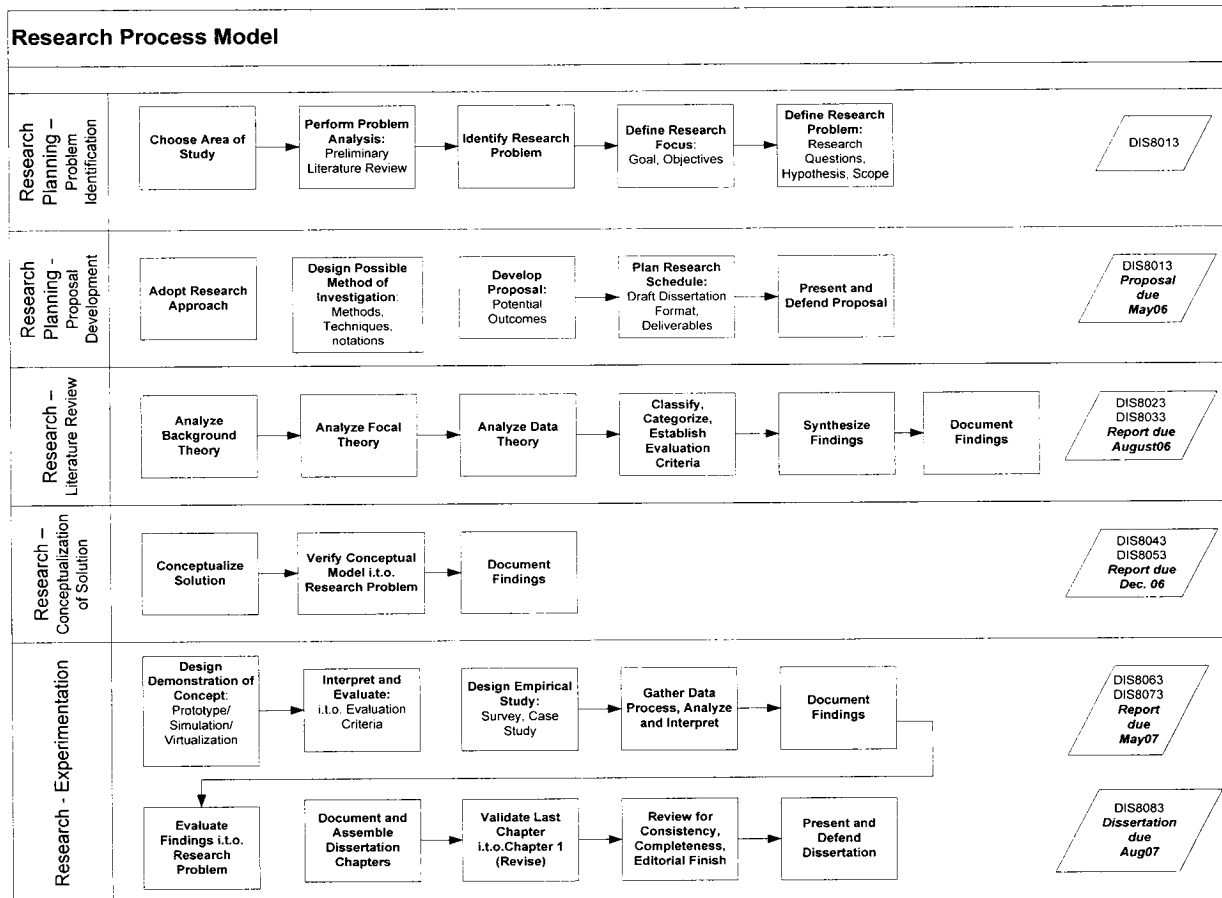 Research Process Model
Research
Planning –
Problem
Identification
Choose Area of
Study
Perform Problem
Analysis:
Preliminary
Literature Review
Identify Research
Problem
Define Research
Focus:
Goal, Objectives
Define Research
Problem:
Research
Questions,
Hypothesis, Scope
DIS8013
Research
Planning -
Proposal
Development
Adopt Research
Approach
Design Possible
Method of
Investigation:
Methods,
Techniques,
notations
Develop
Proposal:
Potential
Outcomes
Plan Research
Schedule:
Draft Dissertation
Format,
Deliverables
Present and
Defend Proposal
DIS8013
Proposal
due
May06
Research –
Literature Review
Analyze
Background
Theory
Analyze Focal
Theory
Analyze Data
Theory
Classify,
Categorize,
Establish
Evaluation
Criteria
Synthesize
Findings
Document
Findings
DIS8023
DIS8033
Report due
August06
Research –
Conceptualization
of Solution
Conceptualize
Solution
Verify Conceptual
Model i.t.o.
Research Problem
Document
Findings
DIS8043
DIS8053
Report due
Dec. 06
Research - Experimentation
Design
Demonstration of
Concept:
Prototype/
Simulation/
Virtualization
Interpret and
Evaluate:
i.t.o. Evaluation
Criteria
Design Empirical
Study:
Survey, Case
Study
Gather Data
Process, Analyze
and Interpret
Document
Findings
DIS8063
DIS8073
Report
due
May07
Evaluate
Findings i.t.o.
Research
Problem
Document and
Assemble
Dissertation
Chapters
Validate Last
Chapter
i.t.o.Chapter 1
(Revise)
Review for
Consistency,
Completeness,
Editorial Finish
Present and
Defend
Dissertation
DIS8083
Dissertation
due
Aug07